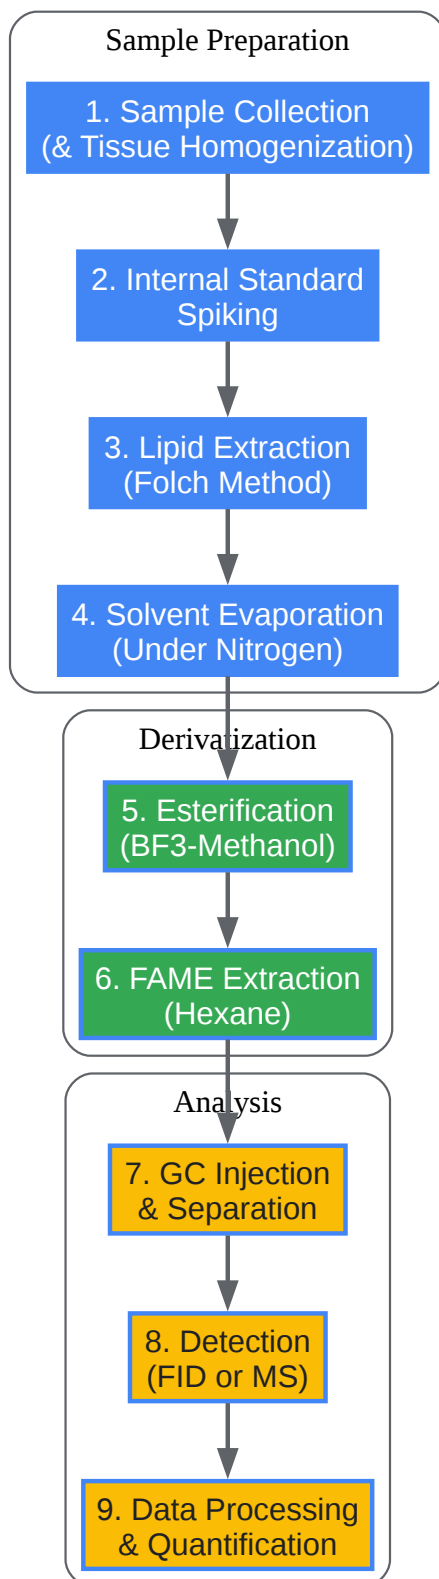 Sample Preparation
1. Sample Collection
(& Tissue Homogenization)
2. Internal Standard
Spiking
3. Lipid Extraction
(Folch Method)
4. Solvent Evaporation
(Under Nitrogen)
Derivatization
5. Esterification
(BF3-Methanol)
6. FAME Extraction
(Hexane)
Analysis
7. GC Injection
& Separation
8. Detection
(FID or MS)
9. Data Processing
& Quantification